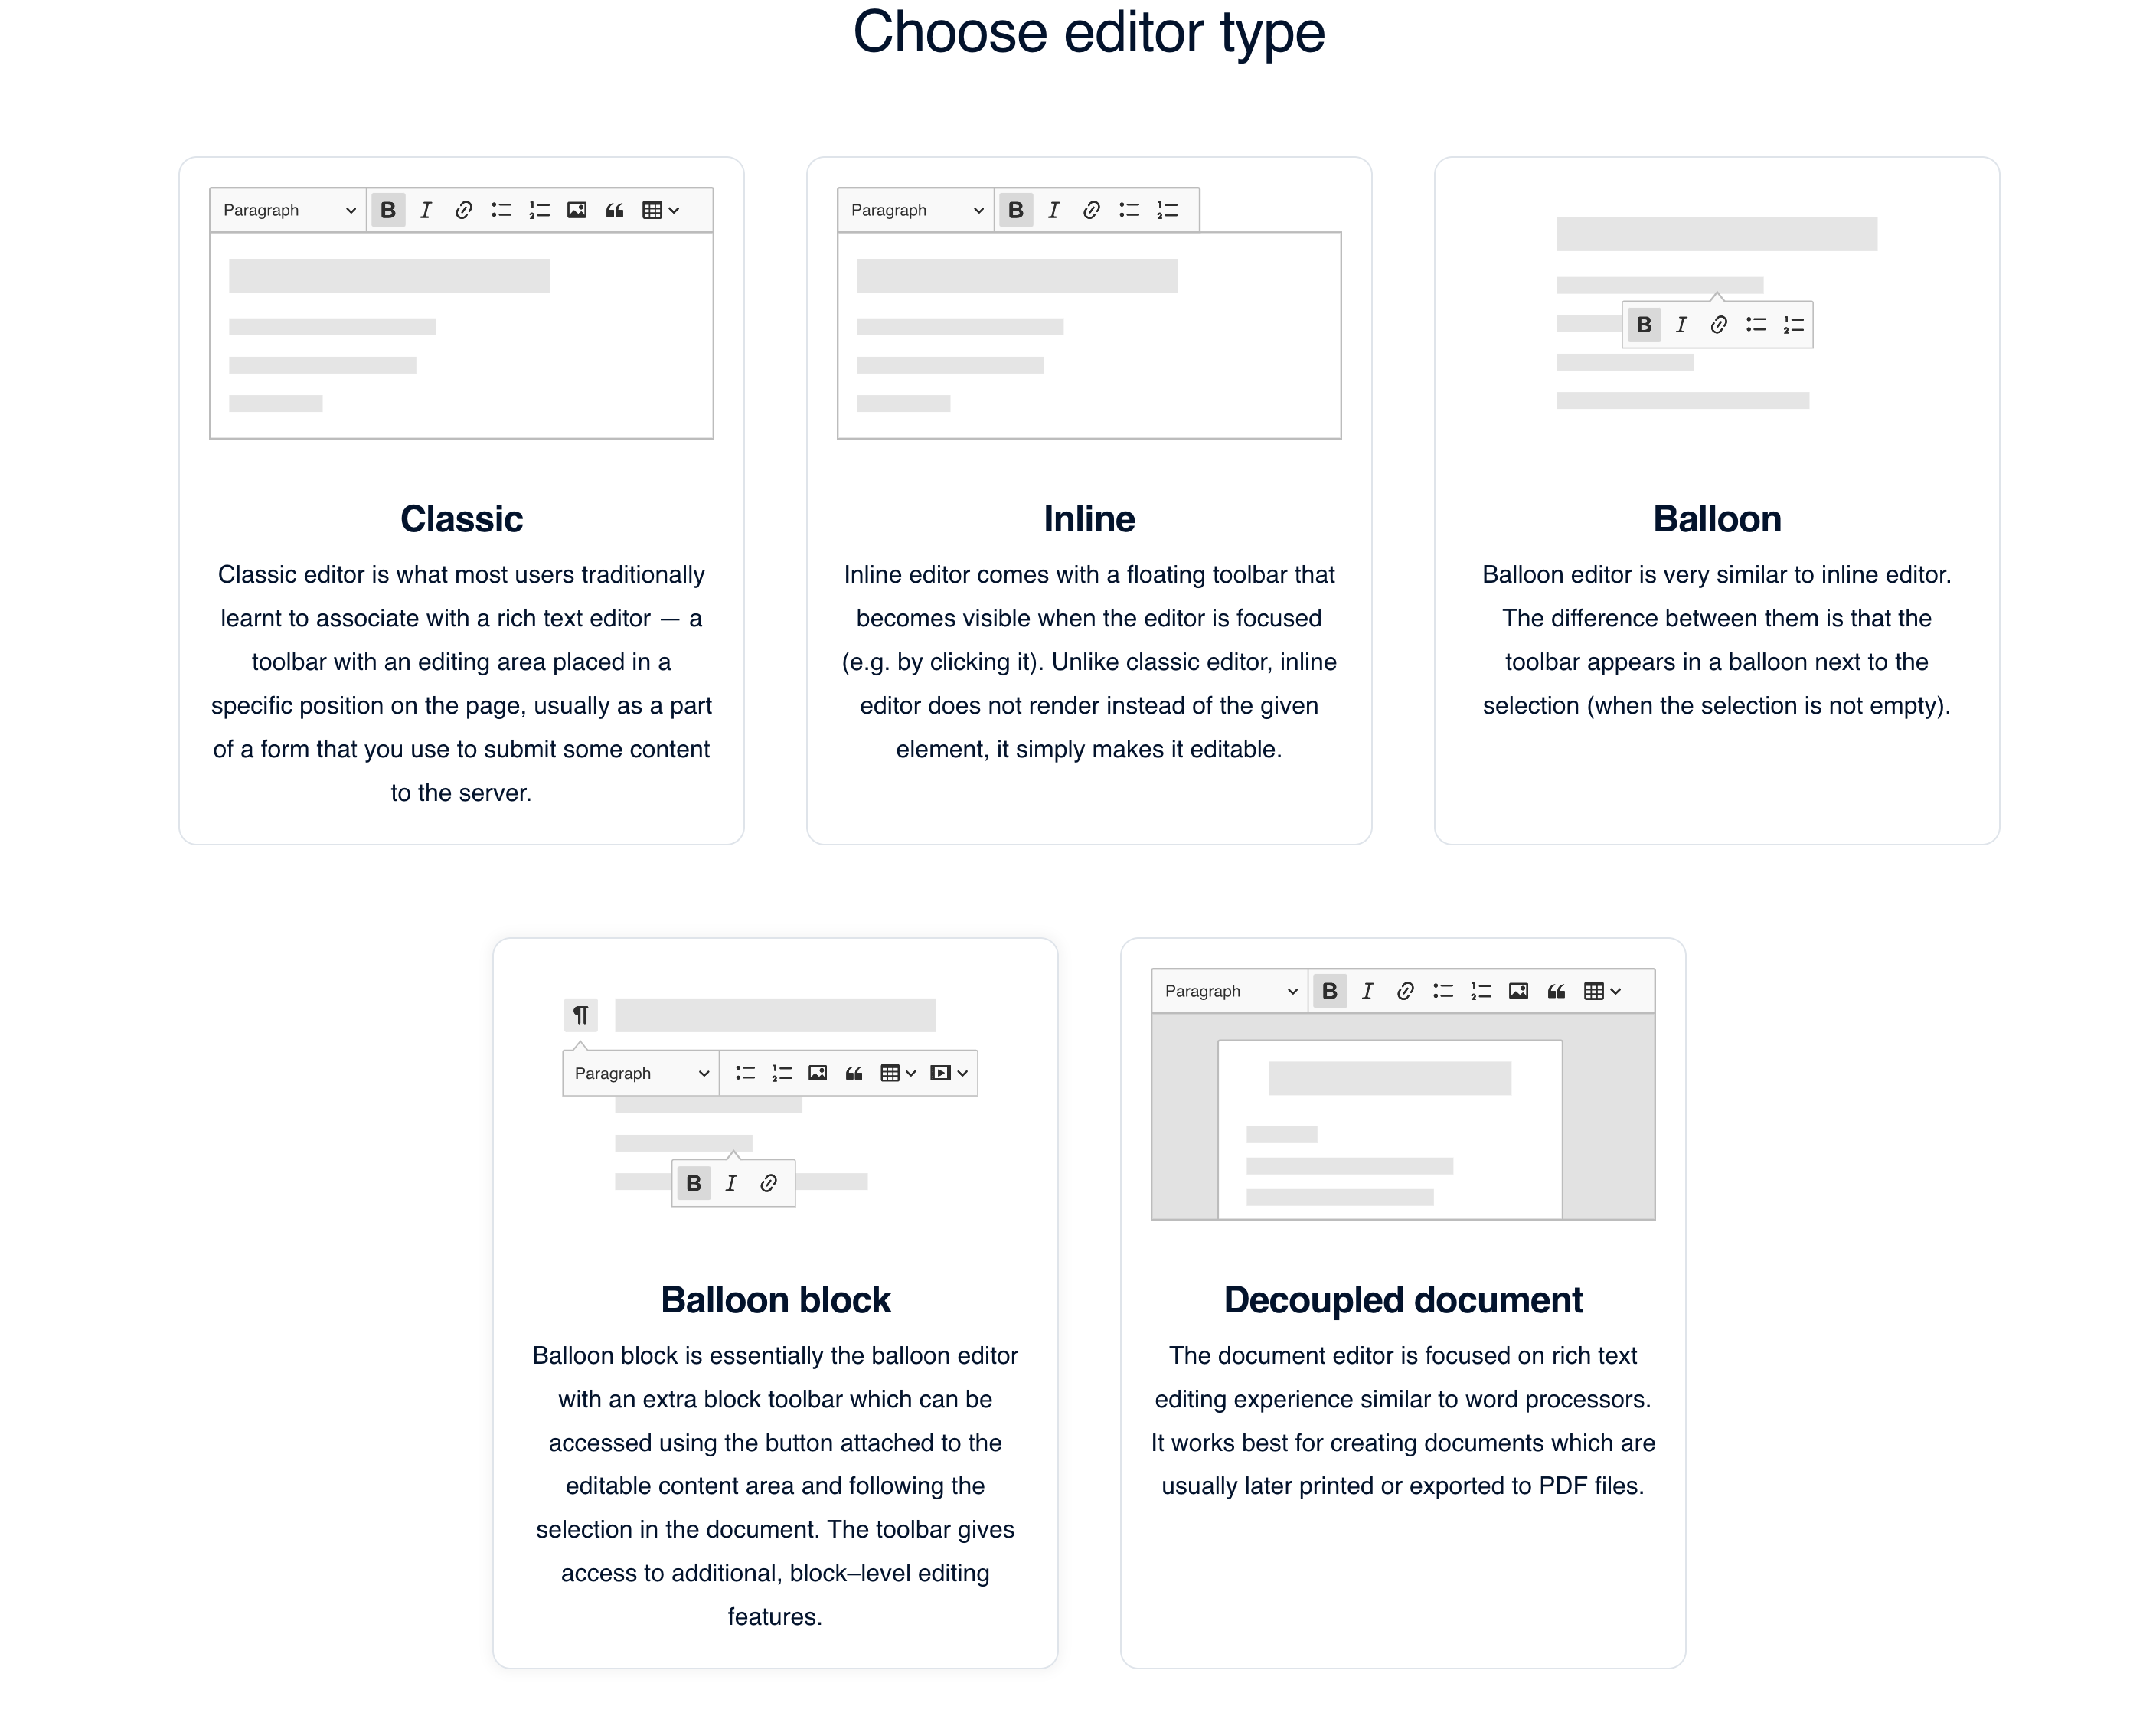 Choose editor type
Paragraph
B I
Classic
Classic editor is what most users traditionally
learnt to associate with a rich text editor — a
toolbar with an editing area placed in a
specific position on the page, usually as a part
of a form that you use to submit some content
to the server.
Paragraph
B I
Inline
Inline editor comes with a floating toolbar that
becomes visible when the editor is focused
(e.g. by clicking it). Unlike classic editor, inline
editor does not render instead of the given
element, it simply makes it editable.
B I
Balloon
Balloon editor is very similar to inline editor.
The difference between them is that the
toolbar appears in a balloon next to the
selection (when the selection is not empty).
¶
Paragraph
B I
Balloon block
Balloon block is essentially the balloon editor
with an extra block toolbar which can be
accessed using the button attached to the
editable content area and following the
selection in the document. The toolbar gives
access to additional, block–level editing
features.
Paragraph
B I
Decoupled document
The document editor is focused on rich text
editing experience similar to word processors.
It works best for creating documents which are
usually later printed or exported to PDF files.